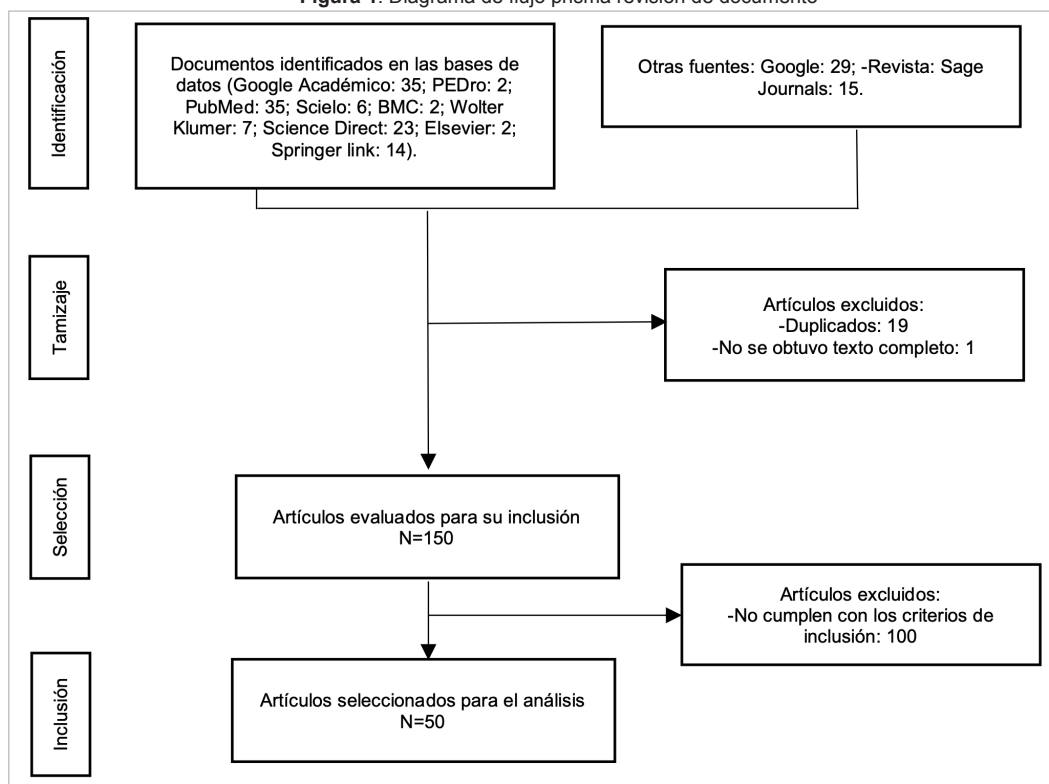 Figura 1. Diagrama de flujo prisma revisión de documento
Identificación
Documentos identificados en las bases de
datos (Google Académico: 35; PEDro: 2;
PubMed: 35; Scielo: 6; BMC: 2; Wolter
Klumer: 7; Science Direct: 23; Elsevier: 2;
Springer link: 14).
Otras fuentes: Google: 29; -Revista: Sage
Journals: 15.
Tamizaje
Artículos excluidos:
-Duplicados: 19
-No se obtuvo texto completo: 1
Selección
Artículos evaluados para su inclusión
N=150
Artículos excluidos:
-No cumplen con los criterios de
inclusión: 100
Inclusión
Artículos seleccionados para el análisis
N=50